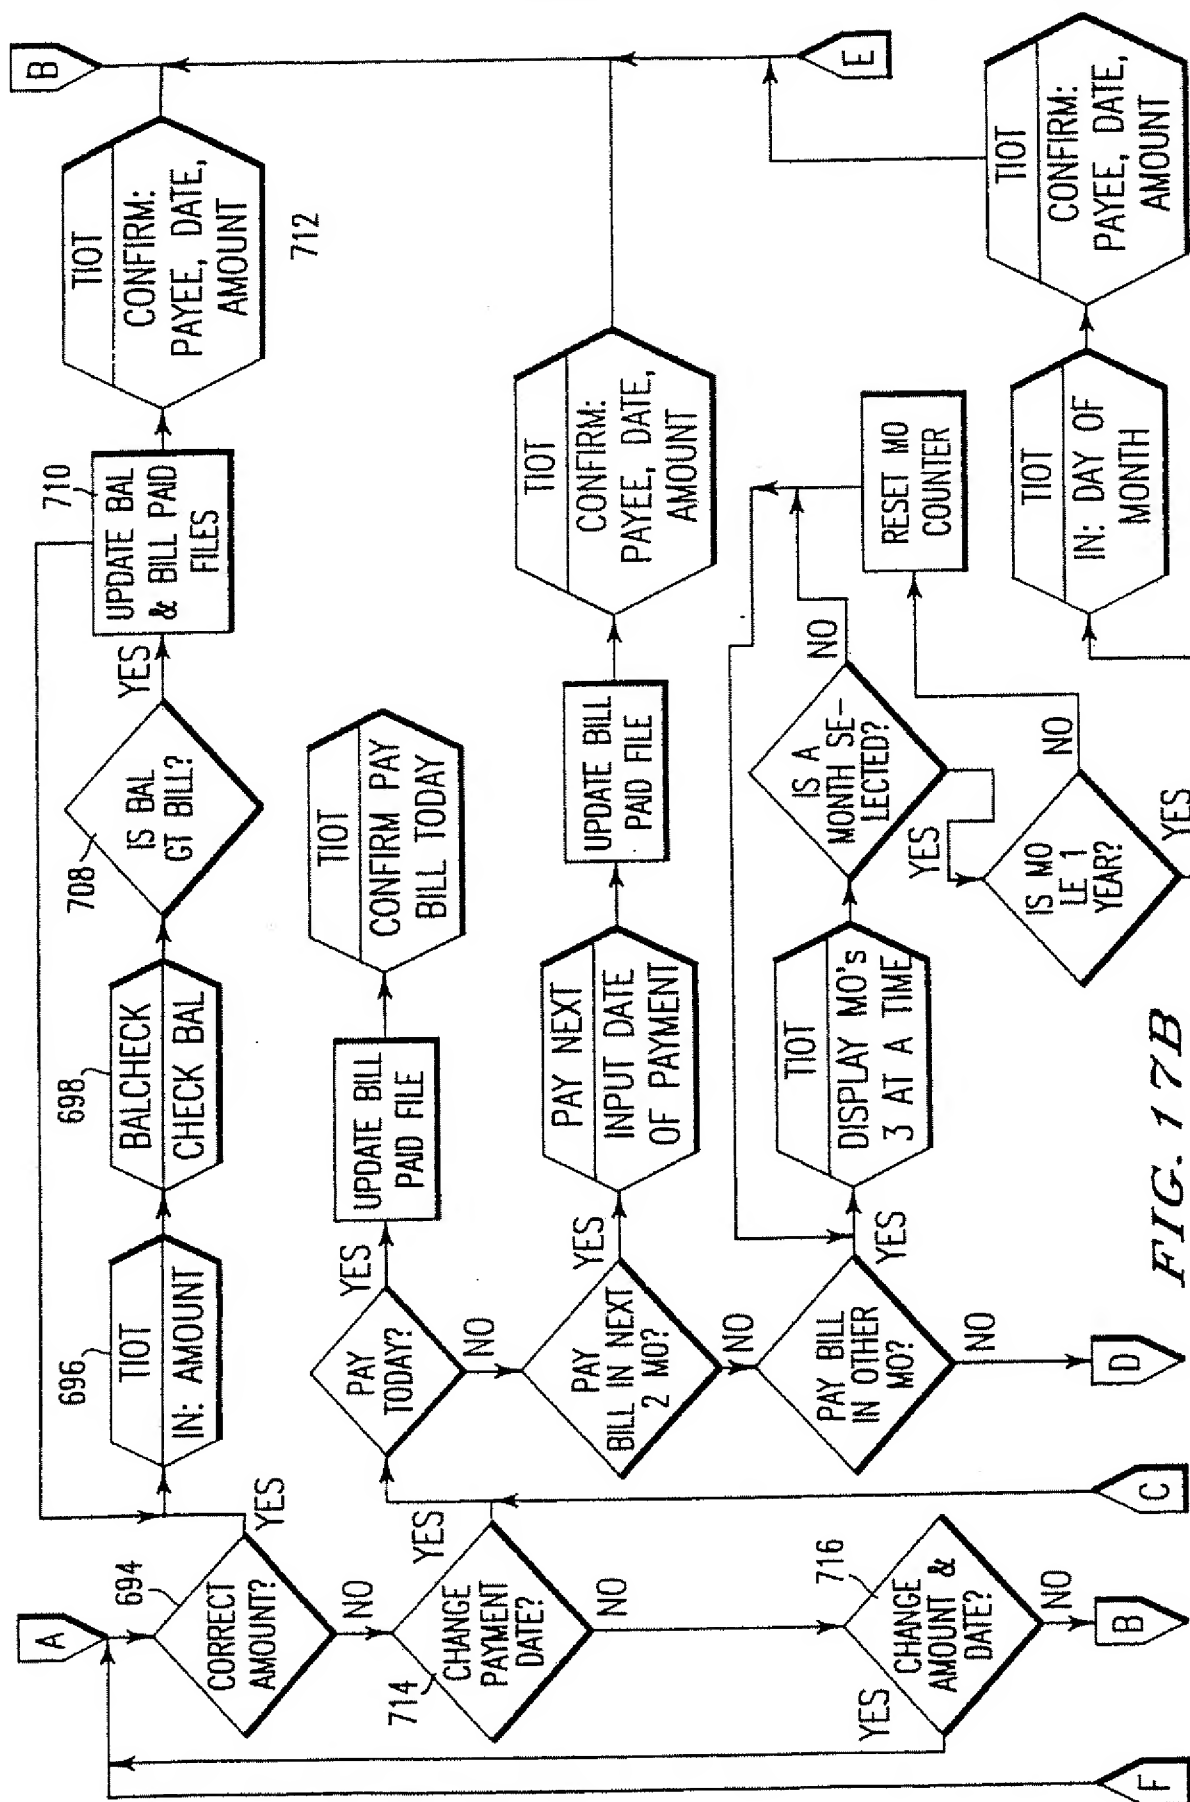 A
694
CORRECT
AMOUNT?
YES
NO
696
TIOT
IN: AMOUNT
698
BALCHECK
CHECK BAL
708
IS BAL
GT BILL?
YES
710
UPDATE BAL
& BILL PAID
FILES
TIOT
CONFIRM:
PAYEE, DATE,
AMOUNT
712
B
714
CHANGE
PAYMENT
DATE?
YES
NO
PAY
TODAY?
YES
NO
UPDATE BILL
PAID FILE
TIOT
CONFIRM PAY
BILL TODAY
PAY
BILL IN NEXT
2 MO?
YES
NO
PAY NEXT
INPUT DATE
OF PAYMENT
UPDATE BILL
PAID FILE
TIOT
CONFIRM:
PAYEE, DATE,
AMOUNT
PAY BILL
IN OTHER
MO?
YES
NO
TIOT
DISPLAY MO's
3 AT A TIME
IS A
MONTH SE-
LECTED?
NO
YES
RESET MO
COUNTER
716
CHANGE
AMOUNT &
DATE?
YES
NO
IS MO
LE 1
YEAR?
NO
YES
TIOT
IN: DAY OF
MONTH
TIOT
CONFIRM:
PAYEE, DATE,
AMOUNT
E
F
B
C
D
FIG. 17B